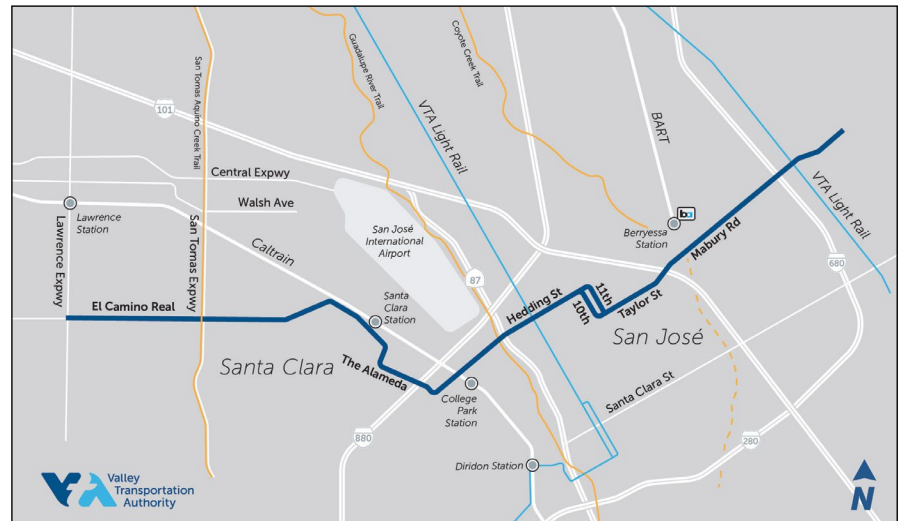 101
San Tomas Aquino Creek Trail
Guadalupe River Trail
Coyote Creek Trail
VTA Light Rail
BART
Central Expwy
Walsh Ave
Lawrence
Station
Lawrence Expwy
San Tomas Expwy
Caltrain
San José
International
Airport
87
ba
Berryessa
Station
Mabury Rd
VTA Light Rail
680
El Camino Real
Santa
Clara
Station
Hedding St
11th
10th
Taylor St
San José
Santa Clara
The Alameda
College
Park
Station
Santa Clara St
880
280
Diridon Station
VTA
Valley
Transportation
Authority
N